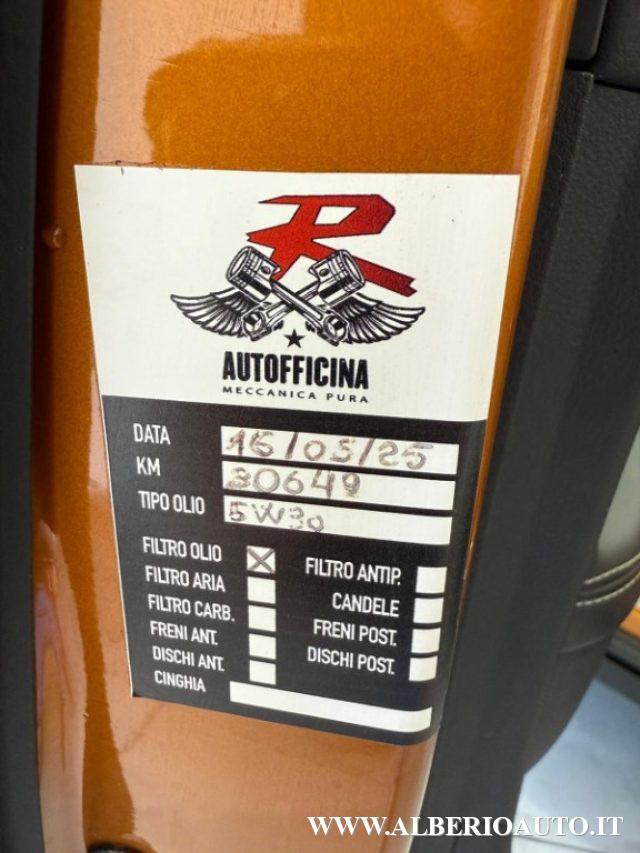 R
AUTOFFICINA
MECCANICA PURA
DATA 16/05/25
KM 30649
TIPO OLIO 5W30
FILTRO OLIO X FILTRO ANTIP.
FILTRO ARIA CANDELE
FILTRO CARB. FRENI POST.
FRENI ANT. DISCHI POST.
DISCHI ANT.
CINGHIA
WWW.ALBERIOAUTO.IT